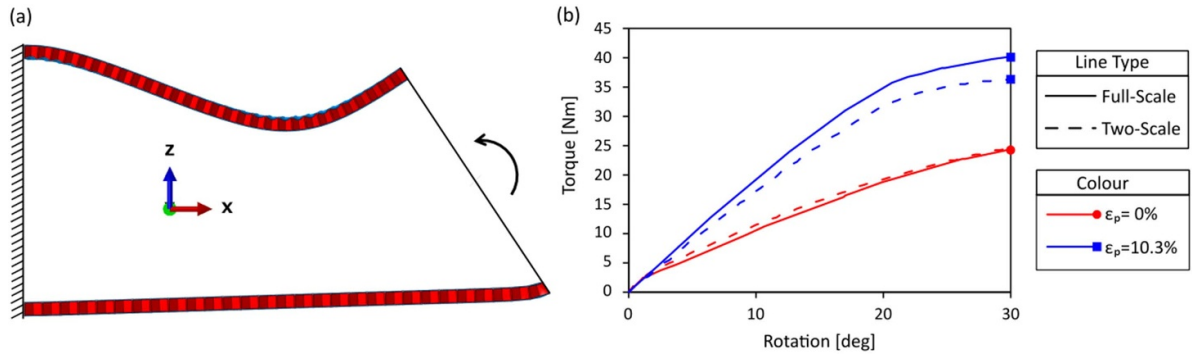 (a)
z
x
(b)
Torque [Nm]
45
40
35
30
25
20
15
10
5
0
0
10
20
30
Rotation [deg]
Line Type
Full-Scale
Two-Scale
Colour
εₚ= 0%
εₚ=10.3%